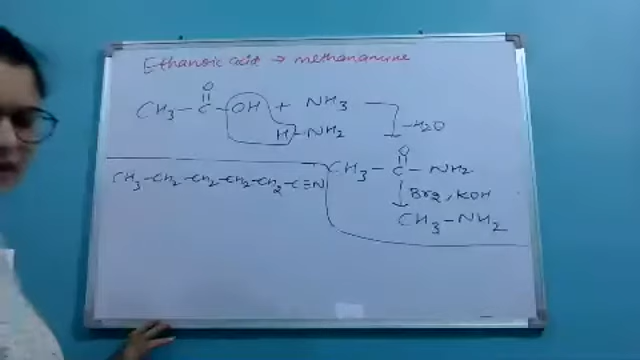 Ethanoic acid → methanamine
O
||
CH3 - C - OH + NH3
H - NH2
-H2O
O
||
CH3 - C - NH2
CH3 - CH2 - CH2 - CH2 - CH2 - C≡N
↓ Br2, KOH
CH3 - NH2